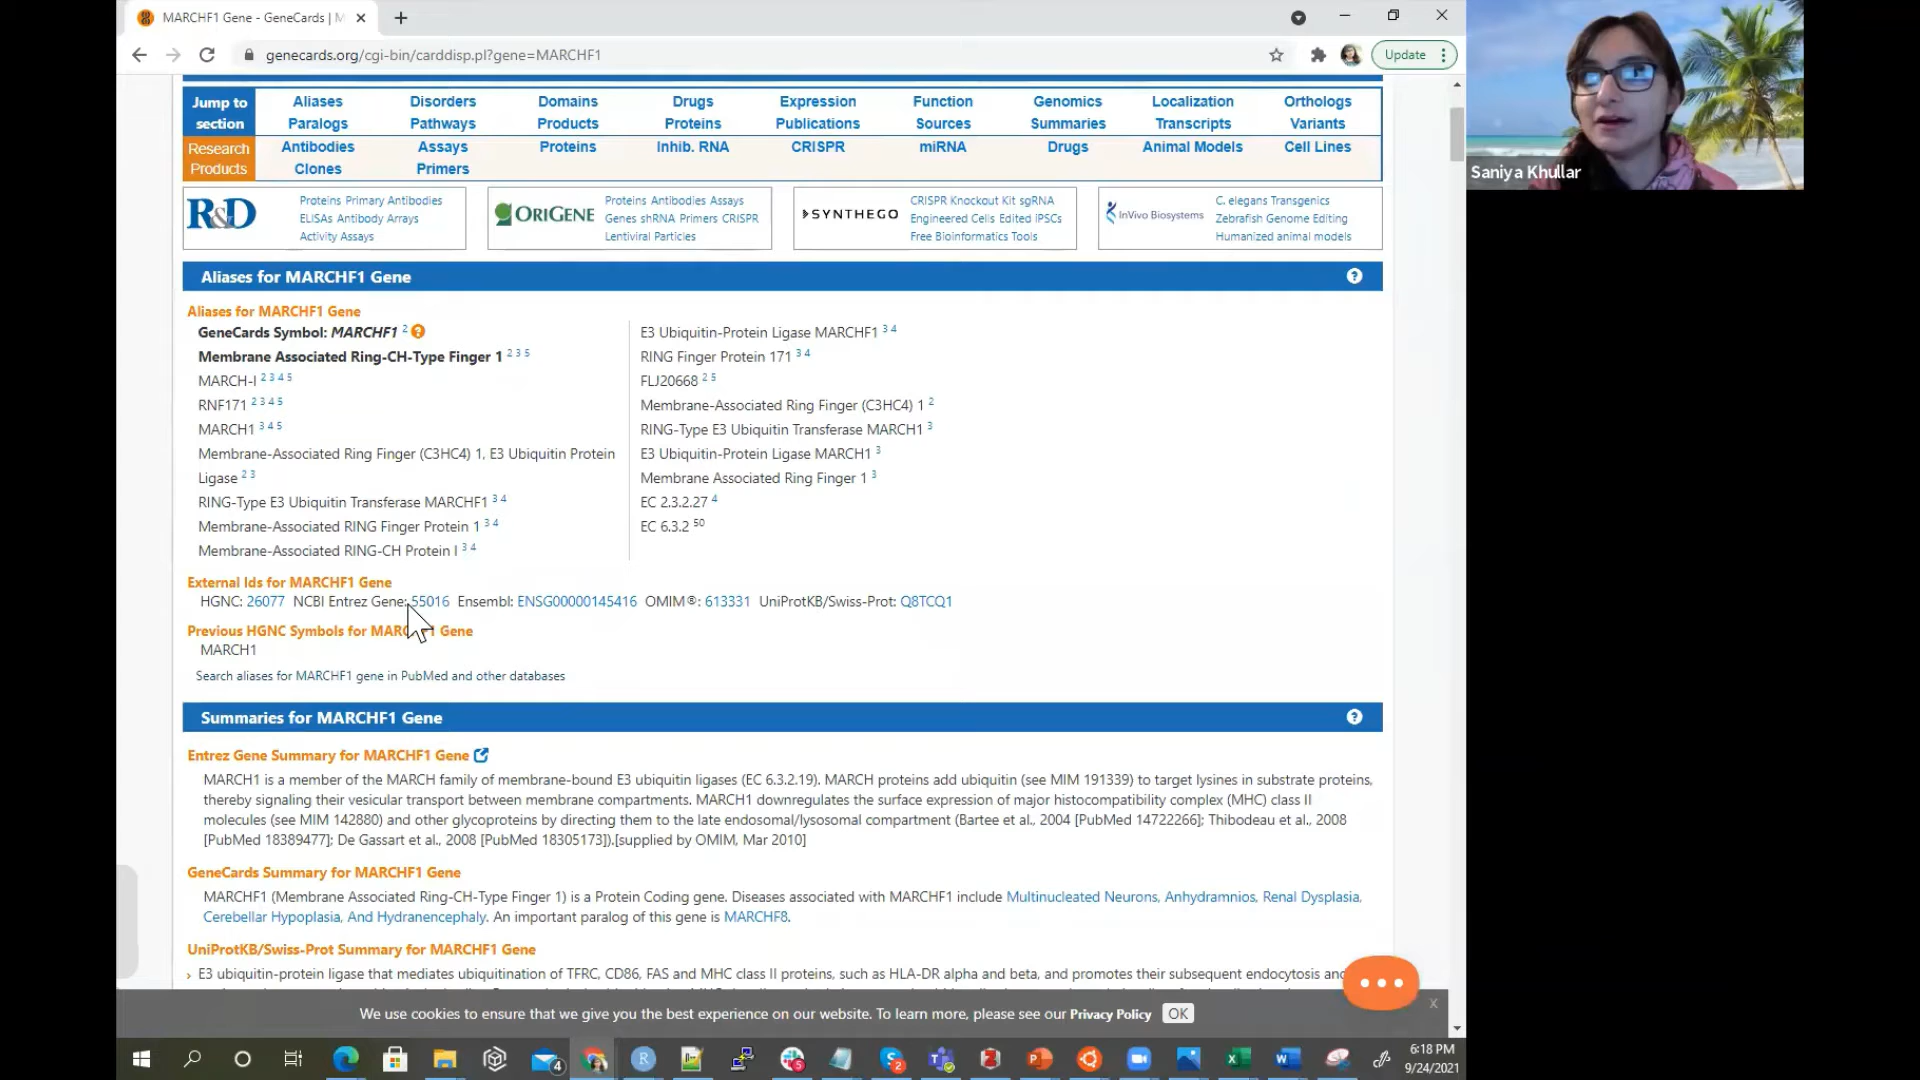 MARCHF1 Gene - GeneCards | M
genecards.org/cgi-bin/carddisp.pl?gene=MARCHF1
Update
Saniya Khullar
Jump to section
Aliases Disorders Domains Drugs Expression Function Genomics Localization Orthologs
Paralogs Pathways Products Proteins Publications Sources Summaries Transcripts Variants
Research Products
Antibodies Assays Proteins Inhib. RNA CRISPR miRNA Drugs Animal Models Cell Lines
Clones Primers
R&D
Proteins Primary Antibodies
ELISAs Antibody Arrays
Activity Assays
ORIGENE
Proteins Antibodies Assays
Genes shRNA Primers CRISPR
Lentiviral Particles
SYNTHEGO
CRISPR Knockout Kit sgRNA
Engineered Cells Edited iPSCs
Free Bioinformatics Tools
InVivo Biosystems
C. elegans Transgenics
Zebrafish Genome Editing
Humanized animal models
Aliases for MARCHF1 Gene
Aliases for MARCHF1 Gene
GeneCards Symbol: MARCHF1 2
Membrane Associated Ring-CH-Type Finger 1 2 3 5
MARCH-I 2 3 4 5
RNF171 2 3 4 5
MARCH1 3 4 5
Membrane-Associated Ring Finger (C3HC4) 1, E3 Ubiquitin Protein
Ligase 2 3
RING-Type E3 Ubiquitin Transferase MARCHF1 3 4
Membrane-Associated RING Finger Protein 1 3 4
Membrane-Associated RING-CH Protein I 3 4
E3 Ubiquitin-Protein Ligase MARCHF1 3 4
RING Finger Protein 171 3 4
FLJ20668 2 5
Membrane-Associated Ring Finger (C3HC4) 1 2
RING-Type E3 Ubiquitin Transferase MARCH1 3
E3 Ubiquitin-Protein Ligase MARCH1 3
Membrane Associated Ring Finger 1 3
EC 2.3.2.27 4
EC 6.3.2 50
External Ids for MARCHF1 Gene
HGNC: 26077 NCBI Entrez Gene: 55016 Ensembl: ENSG00000145416 OMIM®: 613331 UniProtKB/Swiss-Prot: Q8TCQ1
Previous HGNC Symbols for MARCHF1 Gene
MARCH1
Search aliases for MARCHF1 gene in PubMed and other databases
Summaries for MARCHF1 Gene
Entrez Gene Summary for MARCHF1 Gene
MARCH1 is a member of the MARCH family of membrane-bound E3 ubiquitin ligases (EC 6.3.2.19). MARCH proteins add ubiquitin (see MIM 191339) to target lysines in substrate proteins,
thereby signaling their vesicular transport between membrane compartments. MARCH1 downregulates the surface expression of major histocompatibility complex (MHC) class II
molecules (see MIM 142880) and other glycoproteins by directing them to the late endosomal/lysosomal compartment (Bartee et al., 2004 [PubMed 14722266]; Thibodeau et al., 2008
[PubMed 18389477]; De Gassart et al., 2008 [PubMed 18305173]).[supplied by OMIM, Mar 2010]
GeneCards Summary for MARCHF1 Gene
MARCHF1 (Membrane Associated Ring-CH-Type Finger 1) is a Protein Coding gene. Diseases associated with MARCHF1 include Multinucleated Neurons, Anhydramnios, Renal Dysplasia,
Cerebellar Hypoplasia, And Hydranencephaly. An important paralog of this gene is MARCHF8.
UniProtKB/Swiss-Prot Summary for MARCHF1 Gene
E3 ubiquitin-protein ligase that mediates ubiquitination of TFRC, CD86, FAS and MHC class II proteins, such as HLA-DR alpha and beta, and promotes their subsequent endocytosis and
We use cookies to ensure that we give you the best experience on our website. To learn more, please see our Privacy Policy OK
x
6:18 PM
9/24/2021